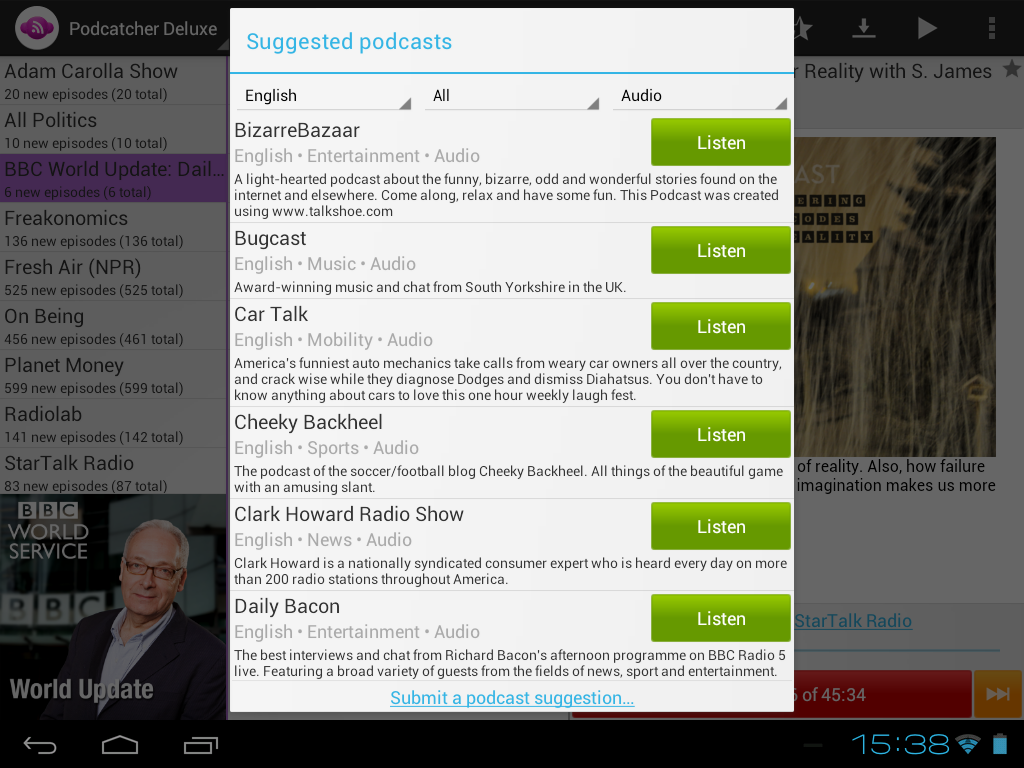 Podcatcher Deluxe
Adam Carolla Show
20 new episodes (20 total)
All Politics
10 new episodes (10 total)
BBC World Update: Dail...
6 new episodes (6 total)
Freakonomics
136 new episodes (136 total)
Fresh Air (NPR)
525 new episodes (525 total)
On Being
456 new episodes (461 total)
Planet Money
599 new episodes (599 total)
Radiolab
141 new episodes (142 total)
StarTalk Radio
83 new episodes (87 total)
BBC
WORLD
SERVICE
BBC
World Update
Suggested podcasts
English All Audio
BizarreBazaar
Listen
English • Entertainment • Audio
A light-hearted podcast about the funny, bizarre, odd and wonderful stories found on the
internet and elsewhere. Come along, relax and have some fun. This Podcast was created
using www.talkshoe.com
Bugcast
Listen
English • Music • Audio
Award-winning music and chat from South Yorkshire in the UK.
Car Talk
Listen
English • Mobility • Audio
America's funniest auto mechanics take calls from weary car owners all over the country,
and crack wise while they diagnose Dodges and dismiss Diahatsus. You don't have to
know anything about cars to love this one hour weekly laugh fest.
Cheeky Backheel
Listen
English • Sports • Audio
The podcast of the soccer/football blog Cheeky Backheel. All things of the beautiful game
with an amusing slant.
Clark Howard Radio Show
Listen
English • News • Audio
Clark Howard is a nationally syndicated consumer expert who is heard every day on more
than 200 radio stations throughout America.
Daily Bacon
Listen
English • Entertainment • Audio
The best interviews and chat from Richard Bacon's afternoon programme on BBC Radio 5
live. Featuring a broad variety of guests from the fields of news, sport and entertainment.
Submit a podcast suggestion...
r Reality with S. James
AST
ERING
CODES
ALITY
of reality. Also, how failure
imagination makes us more
StarTalk Radio
of 45:34
15:38